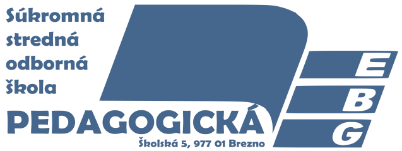 Súkromná
stredná
odborná
škola
PEDAGOGICKÁ
Školská 5, 977 01 Brezno
E
B
G